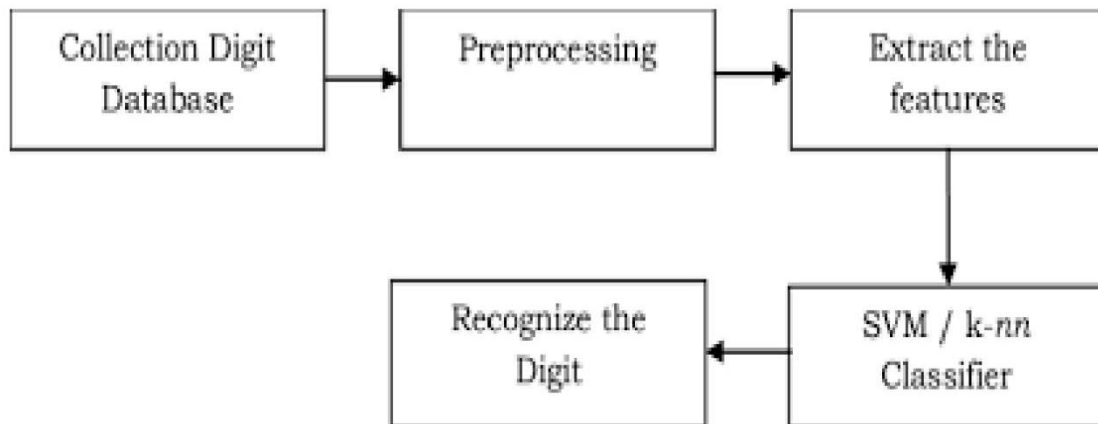 Collection Digit
Database
Preprocessing
Extract the
features
SVM / k-nn
Classifier
Recognize the
Digit